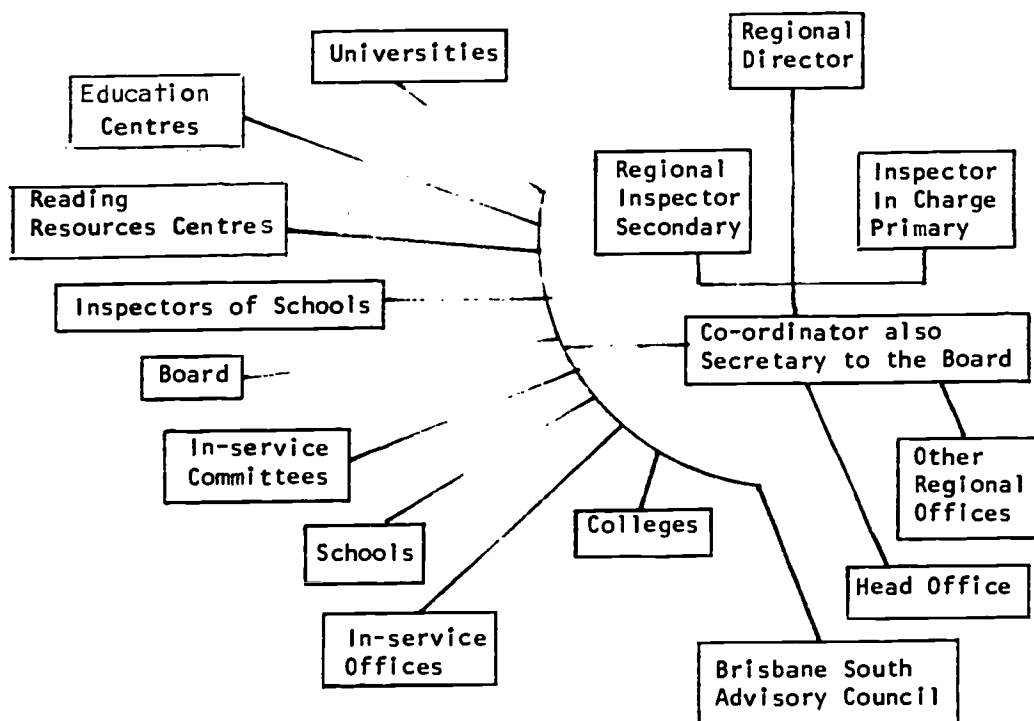 Universities
Regional
Director
Education
Centres
Regional
Inspector
Secondary
Inspector
In Charge
Primary
Reading
Resources Centres
Inspectors of Schools
Co-ordinator also
Secretary to the Board
Board
In-service
Committees
Other
Regional
Offices
Schools
Colleges
Head Office
In-service
Offices
Brisbane South
Advisory Council